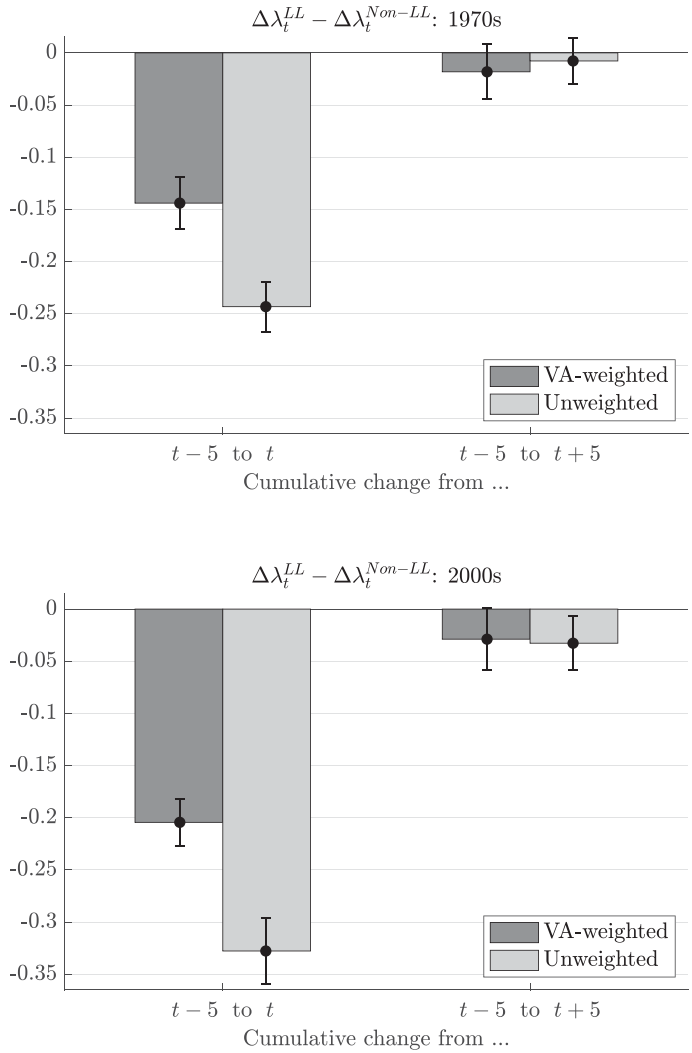 Δλ_t^{LL} − Δλ_t^{Non−LL}: 1970s
0
-0.05
-0.1
-0.15
-0.2
-0.25
-0.3
-0.35
VA-weighted
Unweighted
t − 5 to t
t − 5 to t + 5
Cumulative change from ...
Δλ_t^{LL} − Δλ_t^{Non−LL}: 2000s
0
-0.05
-0.1
-0.15
-0.2
-0.25
-0.3
-0.35
VA-weighted
Unweighted
t − 5 to t
t − 5 to t + 5
Cumulative change from ...